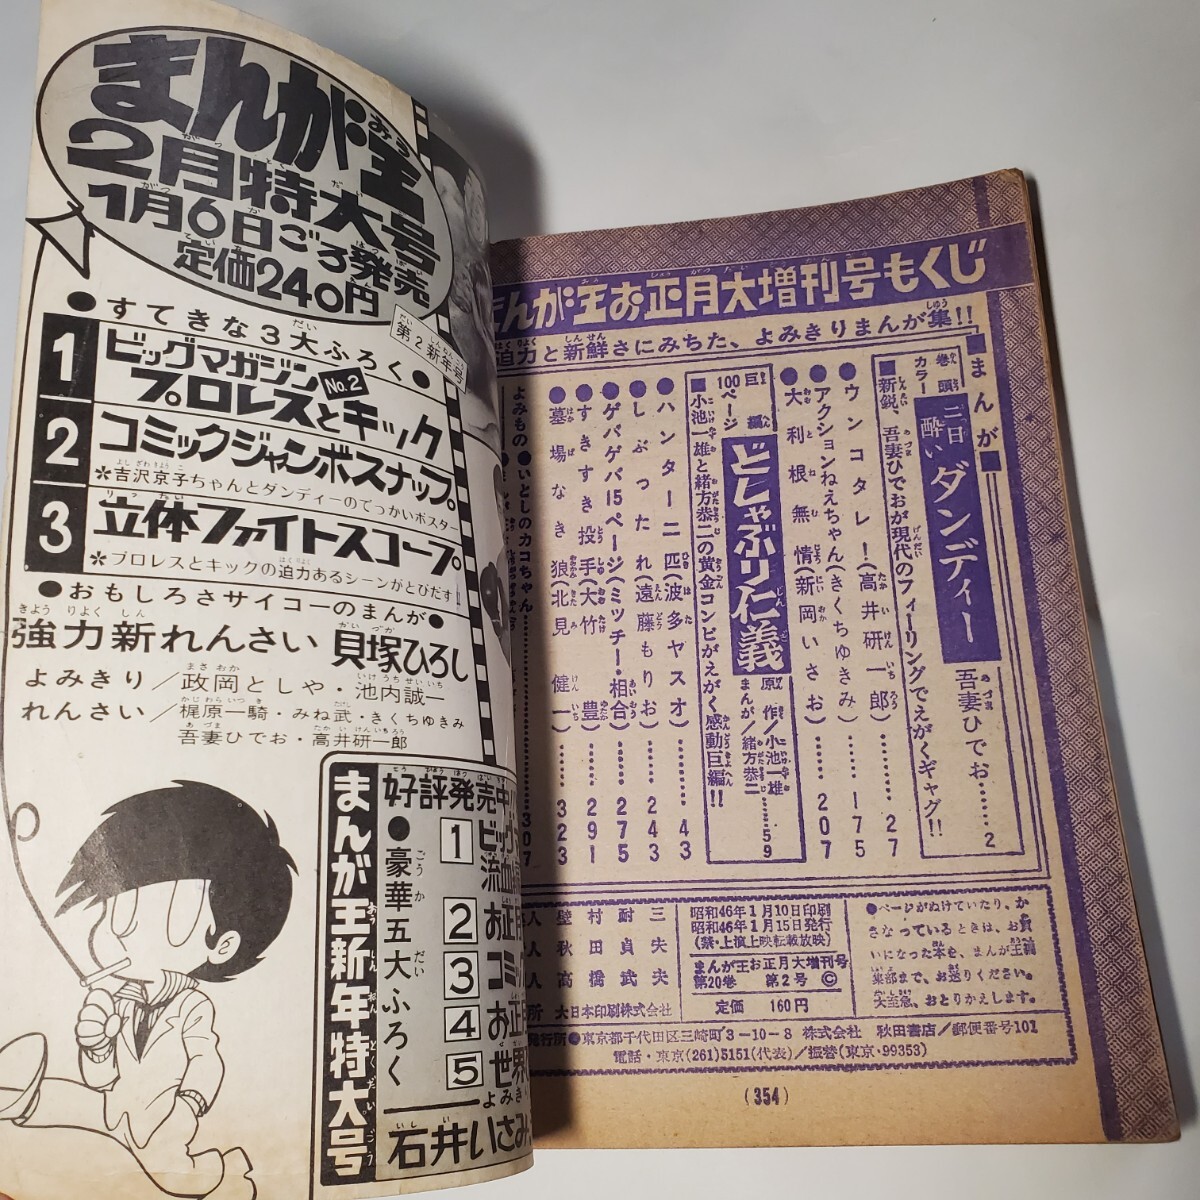 まんが王
2月特大号
1月6日ごろ発売
定価240円
第2新年号
●すてきな3大ふろく●
1 ビッグマガジンNo.2
プロレスとキック
2 コミックジャンボスナップ
＊吉沢京子ちゃんとダンディーのでっかいポスター
3 立体ファイトスコープ
＊プロレスとキックの迫力あるシーンがとびだす!!
●おもしろさサイコーのまんが●
強力新れんさい 貝塚ひろし
よみきり／政岡としや・池内誠一
れんさい／梶原一騎・みね武・きくちゆきみ
吾妻ひでお・高井研一郎
まんが王新年特大号
好評発売中
●豪華五大ふろく
1 ビッグ
流血
2 お正
3 コミック
4 お正
5 世界
よみき
石井いさみ
まんが王お正月大増刊号もくじ
迫力と新鮮さにみちた、よみきりまんが集!!
■まんが■
巻頭カラー 二日酔いダンディー 吾妻ひでお……2
■新鋭、吾妻ひでおが現代のフィーリングでえがくギャグ!!
●ウンコタレ！（高井研一郎）……27
●アクションねえちゃん（きくちゆきみ）……175
●大利根無情（新岡いさお）……207
巨編100ページ どしゃぶり仁義 原作／小池一雄 まんが／緒方恭二……59
■小池一雄と緒方恭二の黄金コンビがえがく感動巨編!!
●ハンター二匹（波多ヤスオ）……43
●しぶったれ（遠藤もりお）……243
●ゲバゲバ15ページ（ミッチー・相合）……275
●すきすき投手（大竹豊）……291
●墓場なき狼（北見健一）……323
よみもの●いとしのカコちゃん……307
人 壁村耐三
人 秋田貞夫
人 高橋武夫
所 大日本印刷株式会社
昭和46年1月10日印刷
昭和46年1月15日発行
（禁・上演上映転載放映）
まんが王お正月大増刊号
第20巻 第2号 ©
定価 160円
●ページがぬけていたり、か
さなっているときは、お買
いになった本を、まんが王編
集部まで、お送りください。
大至急、おとりかえします。
発行所●東京都千代田区三崎町3-10-8 株式会社 秋田書店／郵便番号101
電話・東京(261)5151(代表)／振替(東京・99353)
(354)